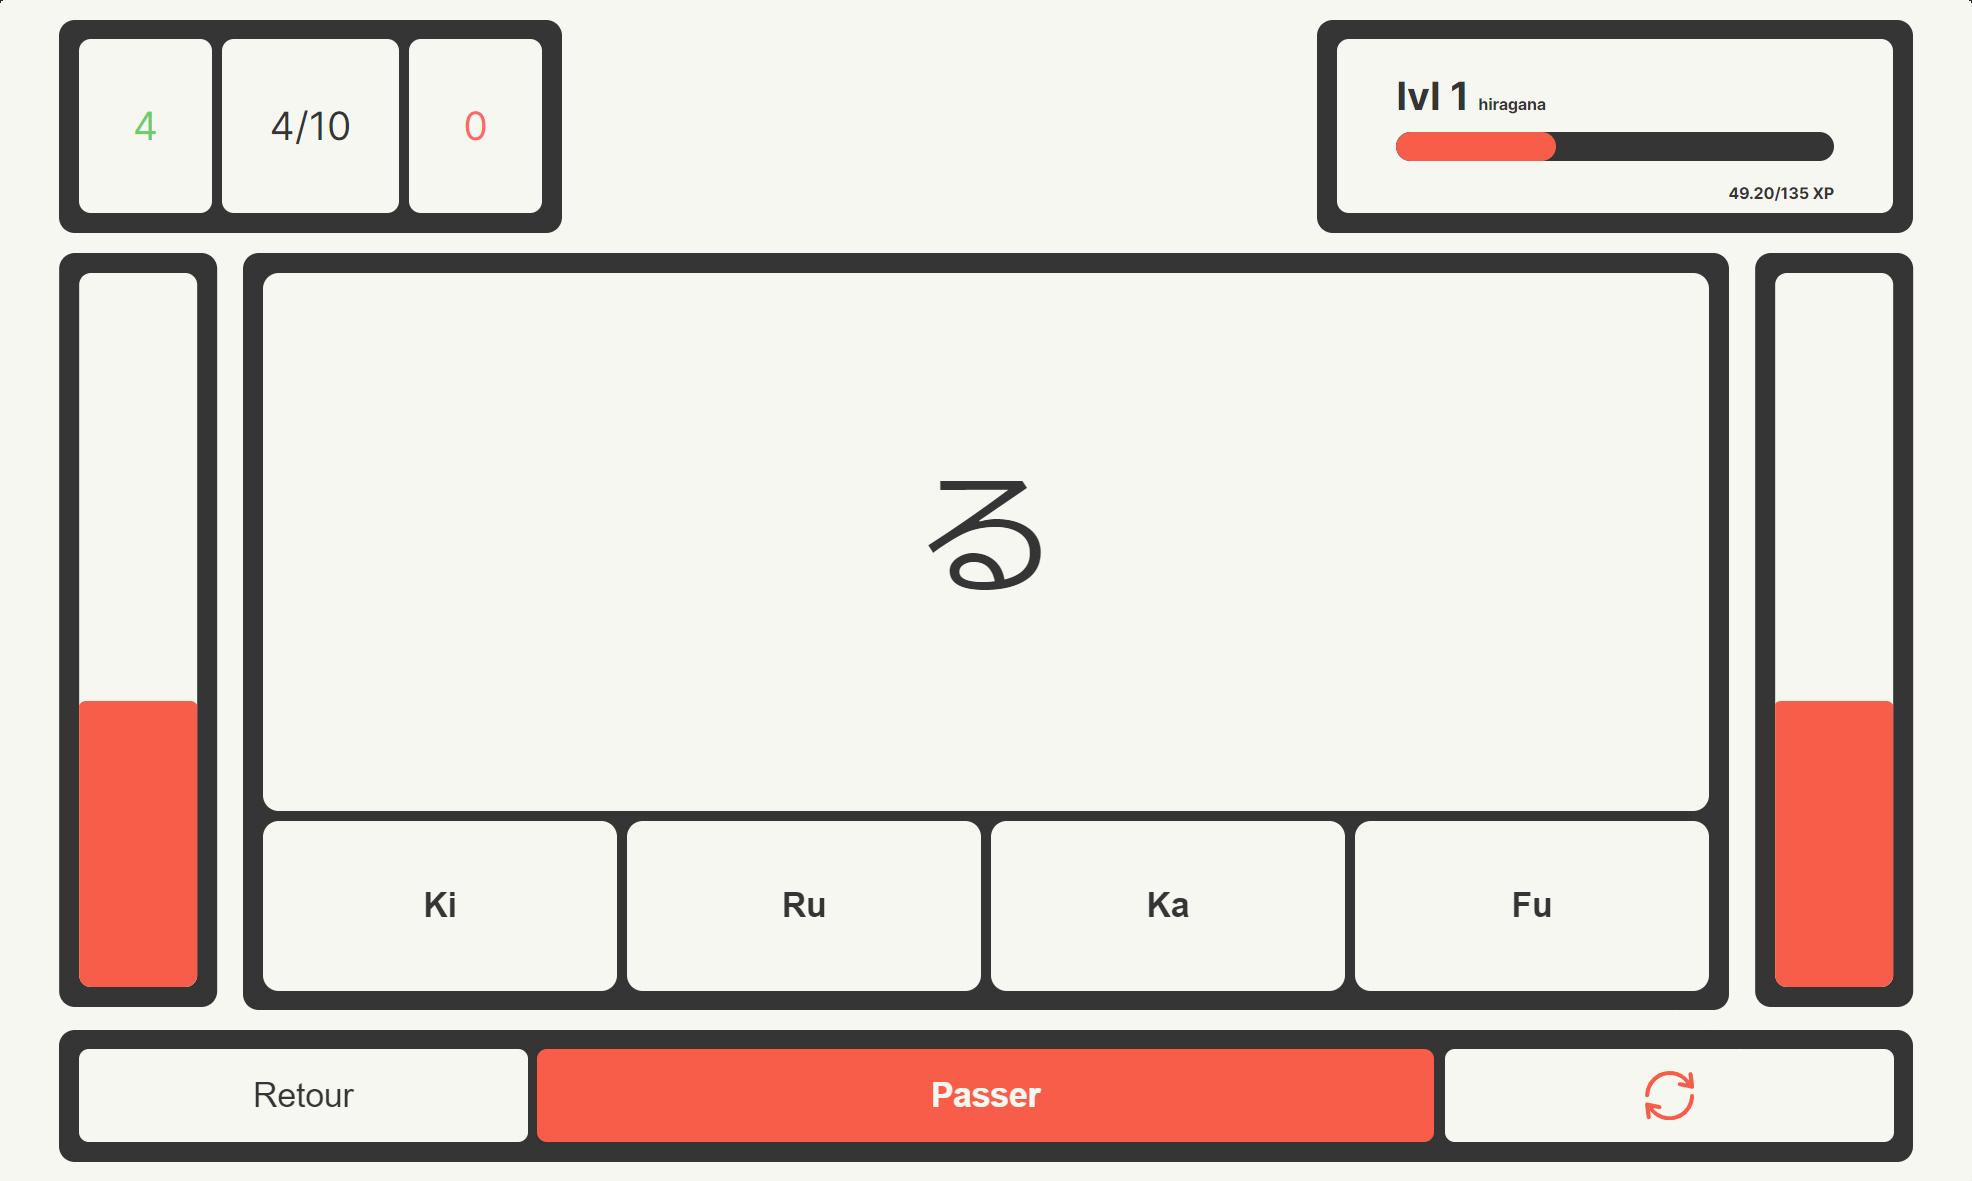 4
4/10
0
lvl 1 hiragana
49.20/135 XP
る
Ki
Ru
Ka
Fu
Retour
Passer